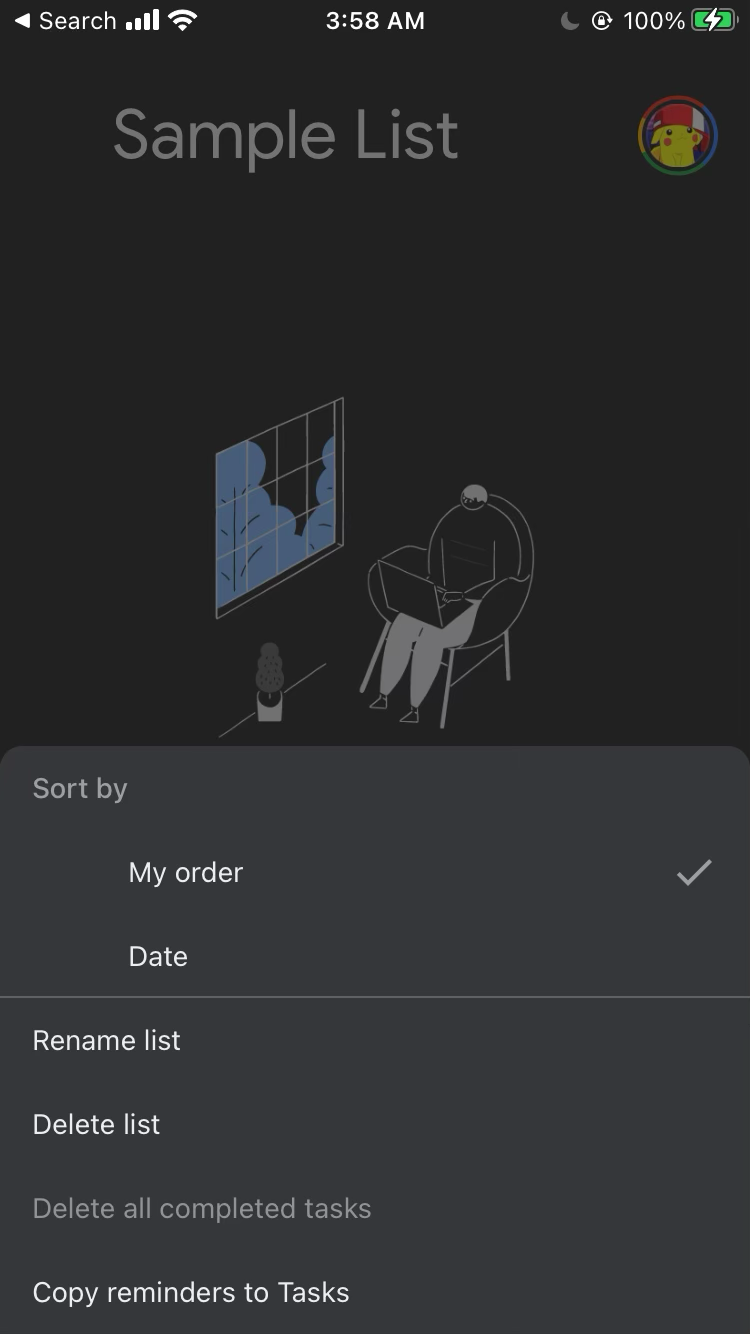 Search
3:58 AM
100%
Sample List
Sort by
My order
Date
Rename list
Delete list
Delete all completed tasks
Copy reminders to Tasks